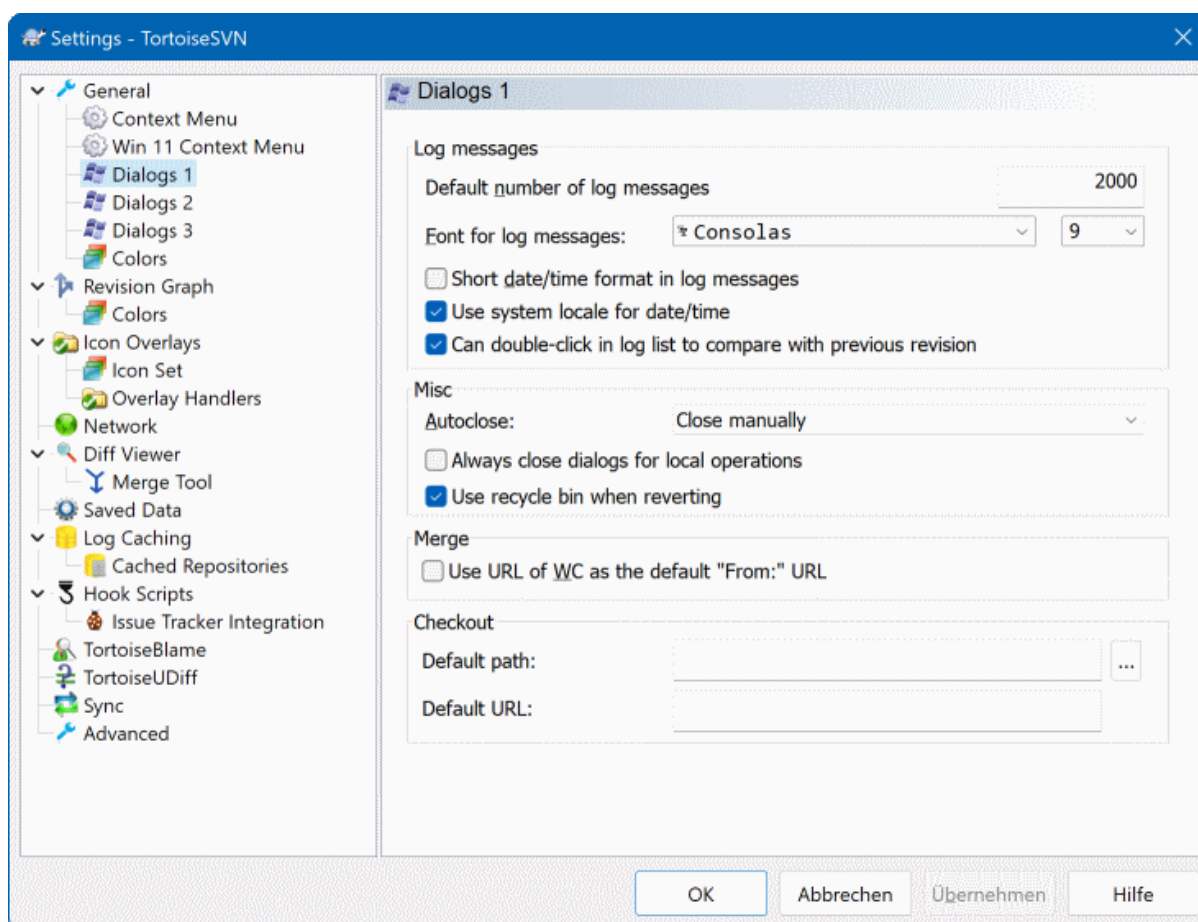 Settings - TortoiseSVN
General
Context Menu
Win 11 Context Menu
Dialogs 1
Dialogs 2
Dialogs 3
Colors
Revision Graph
Colors
Icon Overlays
Icon Set
Overlay Handlers
Network
Diff Viewer
Merge Tool
Saved Data
Log Caching
Cached Repositories
Hook Scripts
Issue Tracker Integration
TortoiseBlame
TortoiseUDiff
Sync
Advanced
Dialogs 1
Log messages
Default number of log messages 2000
Font for log messages: Consolas 9
Short date/time format in log messages
Use system locale for date/time
Can double-click in log list to compare with previous revision
Misc
Autoclose: Close manually
Always close dialogs for local operations
Use recycle bin when reverting
Merge
Use URL of WC as the default "From:" URL
Checkout
Default path: ...
Default URL:
OK Abbrechen Übernehmen Hilfe